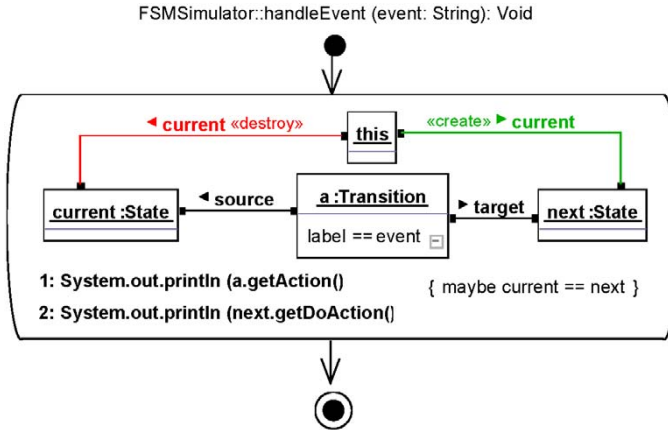 FSMSimulator::handleEvent (event: String): Void
◄ current «destroy»
this
«create» ► current
current :State
◄ source
a :Transition
label == event
► target
next :State
1: System.out.println (a.getAction()
2: System.out.println (next.getDoAction()
{ maybe current == next }